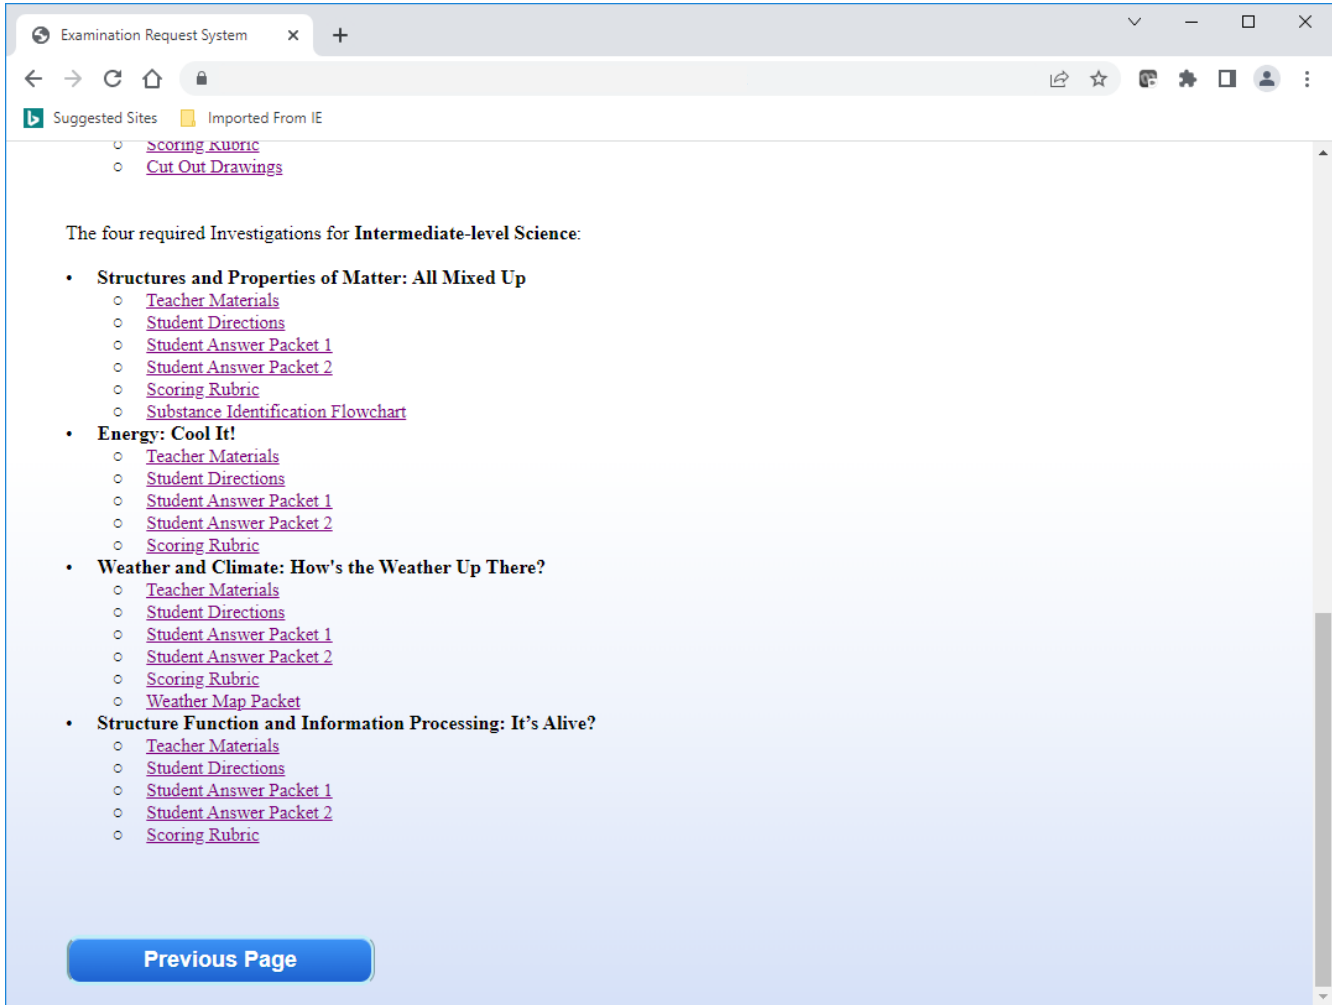 Examination Request System
Suggested Sites Imported From IE
Scoring Rubric
Cut Out Drawings
The four required Investigations for Intermediate-level Science:
• Structures and Properties of Matter: All Mixed Up
○ Teacher Materials
○ Student Directions
○ Student Answer Packet 1
○ Student Answer Packet 2
○ Scoring Rubric
○ Substance Identification Flowchart
• Energy: Cool It!
○ Teacher Materials
○ Student Directions
○ Student Answer Packet 1
○ Student Answer Packet 2
○ Scoring Rubric
• Weather and Climate: How's the Weather Up There?
○ Teacher Materials
○ Student Directions
○ Student Answer Packet 1
○ Student Answer Packet 2
○ Scoring Rubric
○ Weather Map Packet
• Structure Function and Information Processing: It’s Alive?
○ Teacher Materials
○ Student Directions
○ Student Answer Packet 1
○ Student Answer Packet 2
○ Scoring Rubric
Previous Page